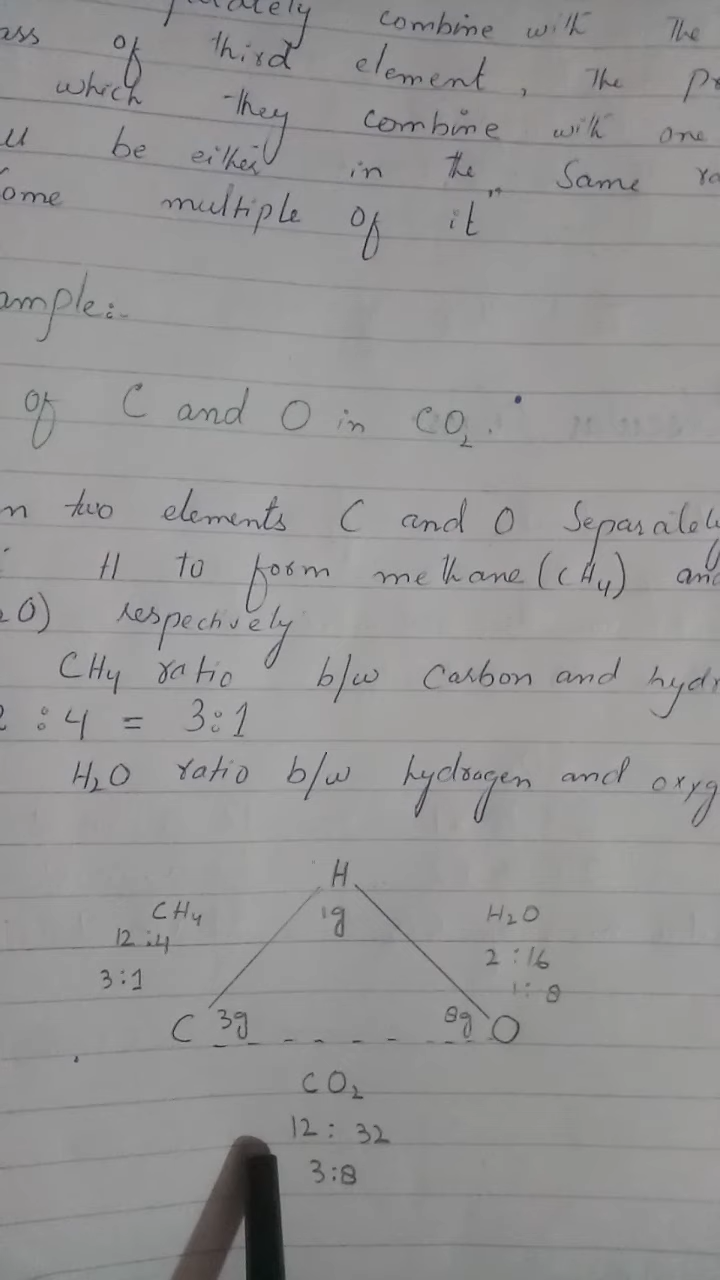 combine with the
of third element, The
which they combine with one
be either in the "Same
multiple of it"
of C and O in CO₂.
two elements C and O Separately
H to form methane (CH₄) and
respectively
CH₄ ratio b/w Carbon and
:4 = 3:1
H₂O ratio b/w hydrogen and
H
1g
CH₄
12:4
3:1
H₂O
2:16
1:8
C 3g
8g O
CO₂
12:32
3:8